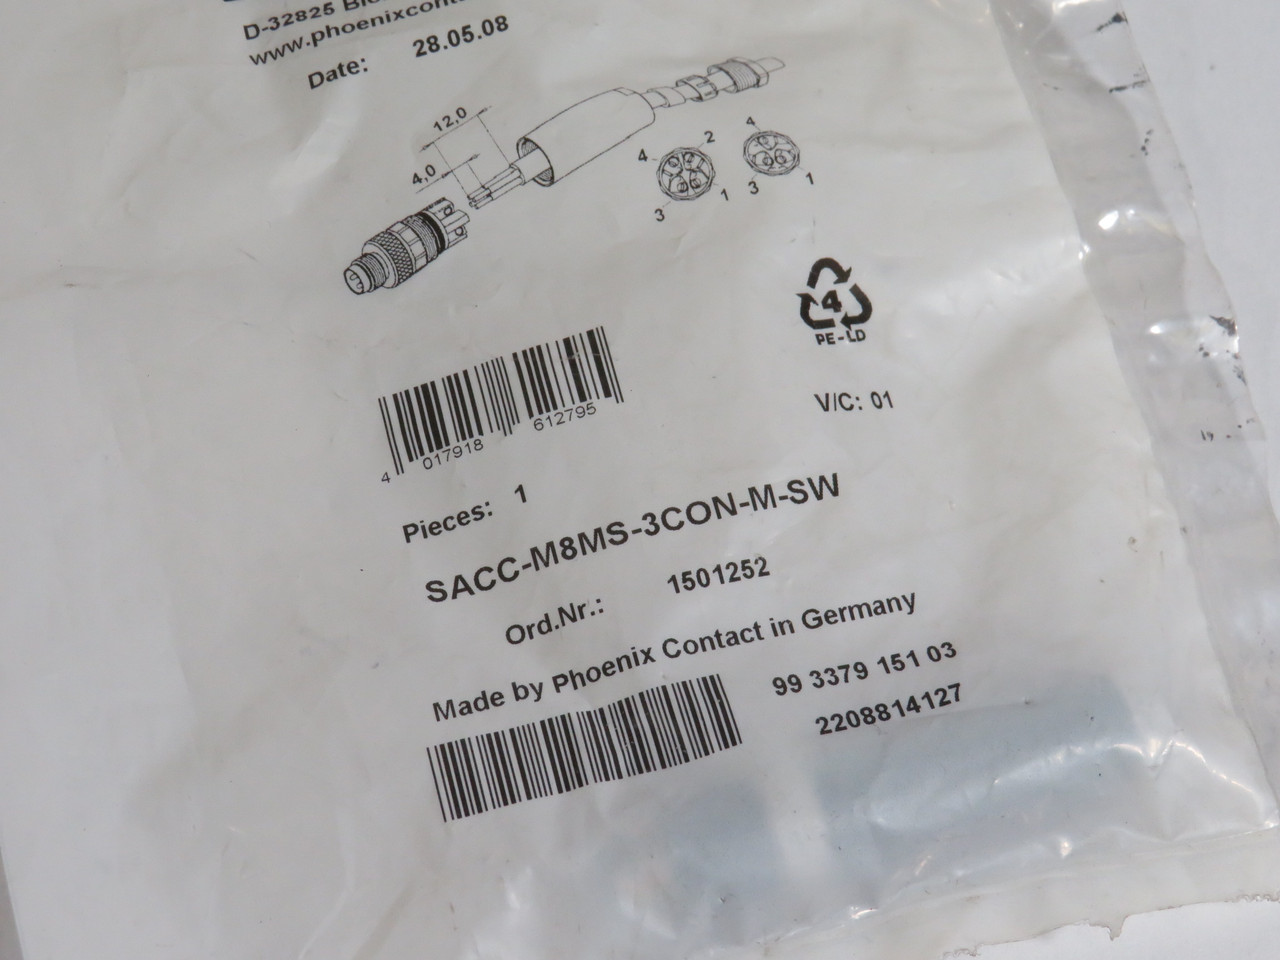 D-32825
www.phoenixcontact
Date: 28.05.08
12,0
4,0
4 2
3 1
4
3 1
4
PE-LD
4 017918 612795
V/C: 01
Pieces: 1
SACC-M8MS-3CON-M-SW
Ord.Nr.: 1501252
Made by Phoenix Contact in Germany
99 3379 151 03
2208814127